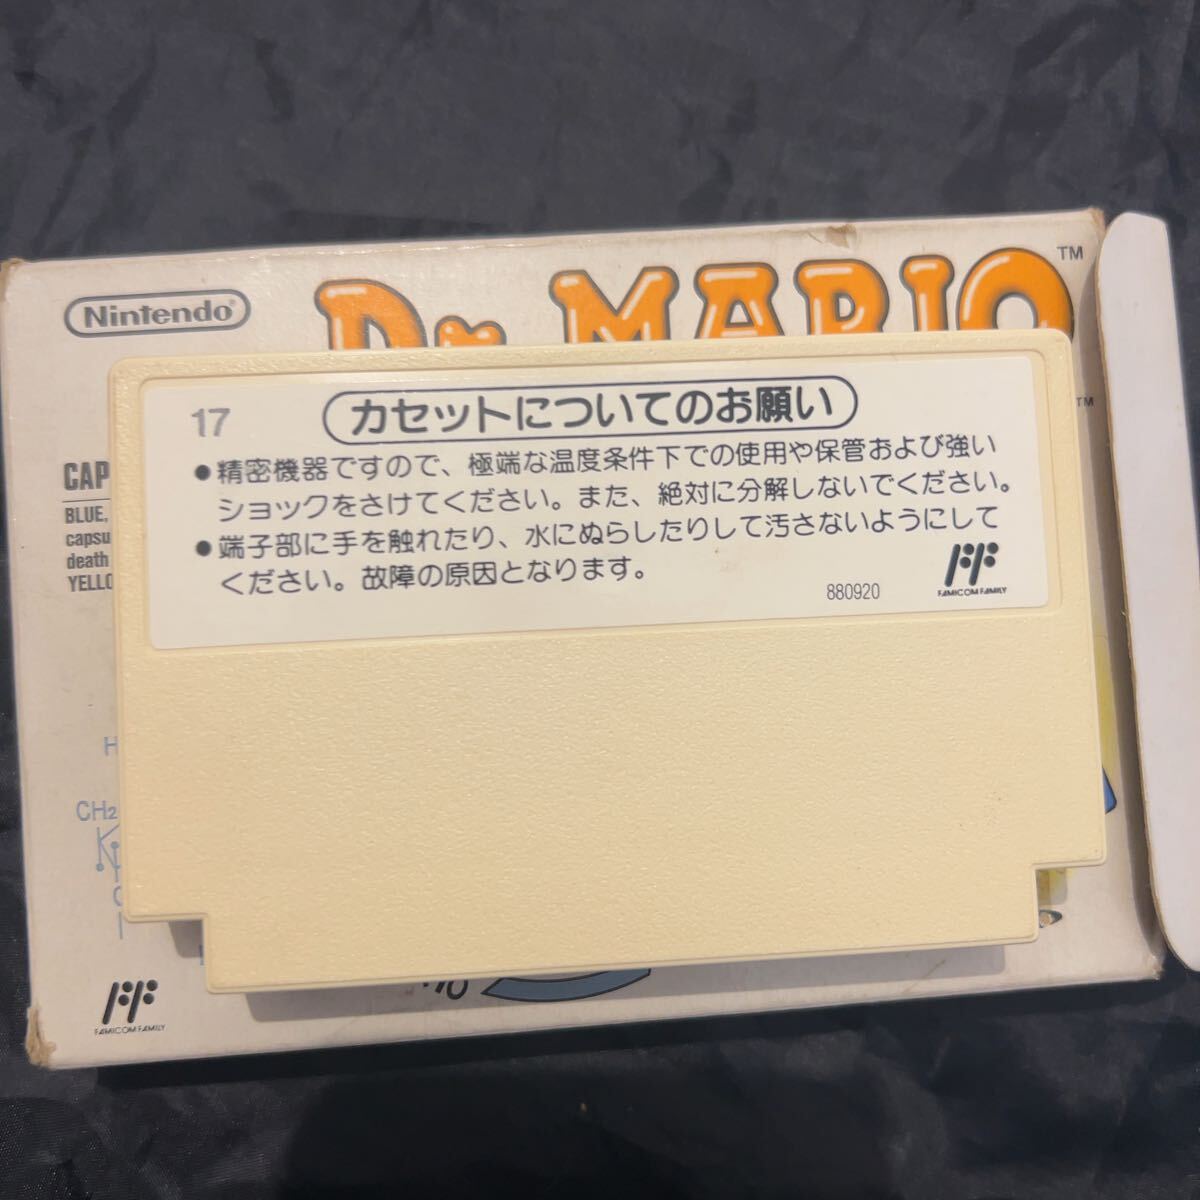 Nintendo®
Dr. MARIO™
TM
CAP
BLUE,
capsu
death
YELLO
17
カセットについてのお願い
●精密機器ですので、極端な温度条件下での使用や保管および強い
ショックをさけてください。また、絶対に分解しないでください。
●端子部に手を触れたり、水にぬらしたりして汚さないようにして
ください。故障の原因となります。
880920
FAMICOM FAMILY
H
CH2
C
FAMICOM FAMILY